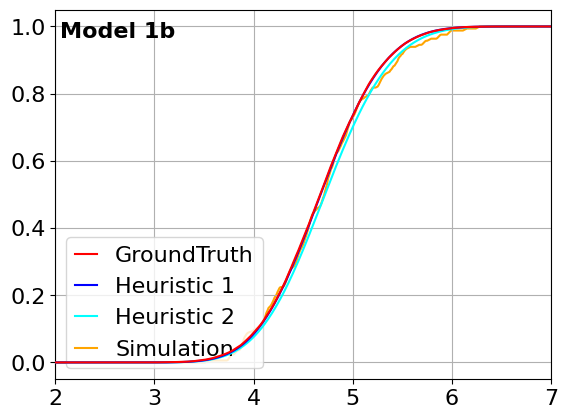 Model 1b
1.0
0.8
0.6
0.4
0.2
0.0
GroundTruth
Heuristic 1
Heuristic 2
Simulation
2 3 4 5 6 7